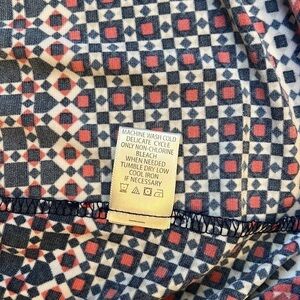 MACHINE WASH COLD
DELICATE CYCLE
ONLY NON-CHLORINE
BLEACH
WHEN NEEDED
TUMBLE DRY LOW
COOL IRON
IF NECESSARY